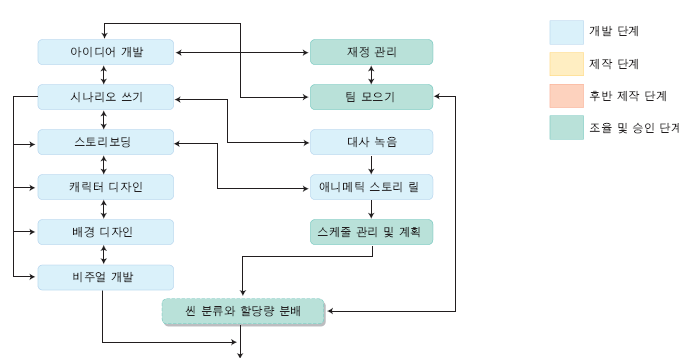 아이디어 개발
재정 관리
시나리오 쓰기
팀 모으기
스토리보딩
대사 녹음
캐릭터 디자인
애니메틱 스토리 릴
배경 디자인
스케줄 관리 및 계획
비주얼 개발
씬 분류와 할당량 분배
개발 단계
제작 단계
후반 제작 단계
조율 및 승인 단계